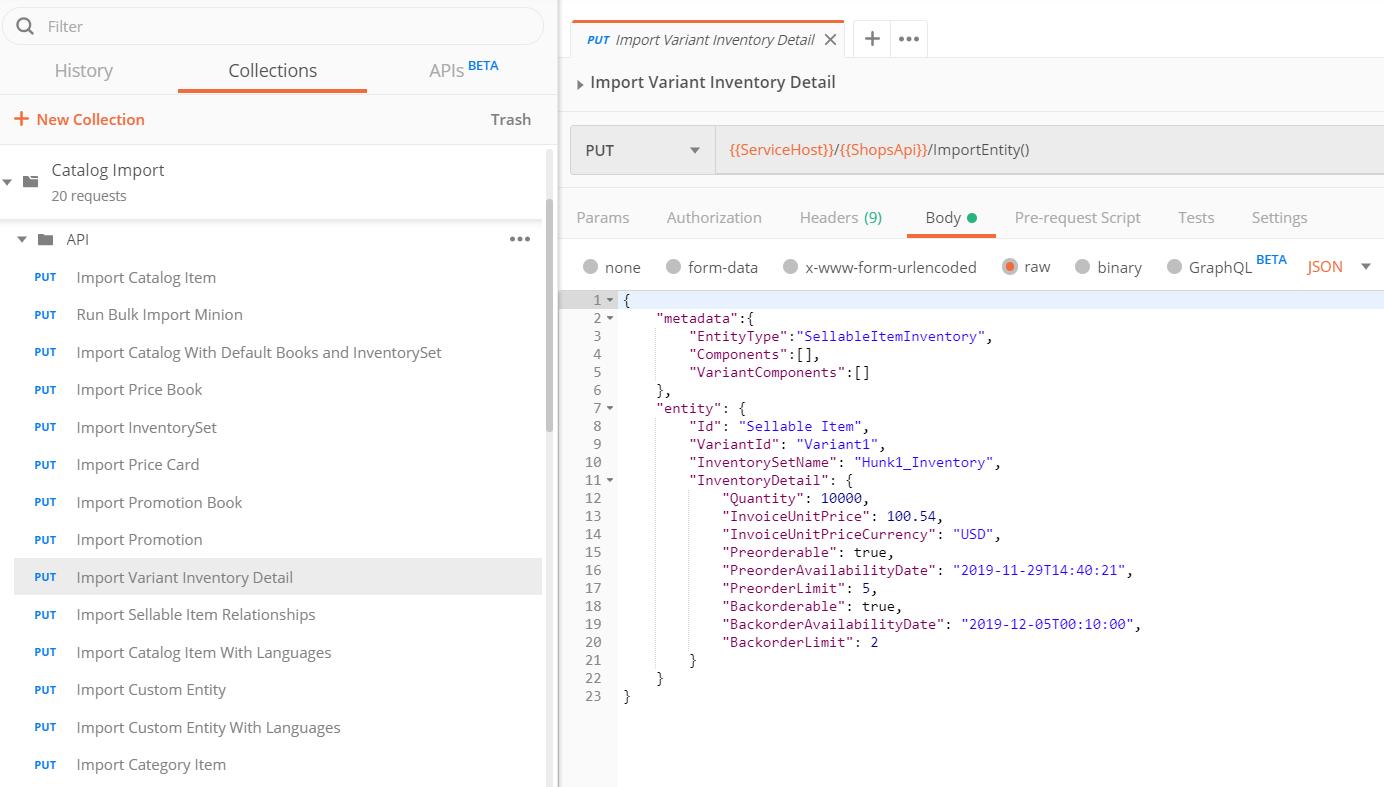 Filter
History
Collections
APIs BETA
+ New Collection
Trash
Catalog Import
20 requests
API
PUT Import Catalog Item
PUT Run Bulk Import Minion
PUT Import Catalog With Default Books and InventorySet
PUT Import Price Book
PUT Import InventorySet
PUT Import Price Card
PUT Import Promotion Book
PUT Import Promotion
PUT Import Variant Inventory Detail
PUT Import Sellable Item Relationships
PUT Import Catalog Item With Languages
PUT Import Custom Entity
PUT Import Custom Entity With Languages
PUT Import Category Item
PUT Import Variant Inventory Detail
Import Variant Inventory Detail
PUT
{{ServiceHost}}/{{ShopsApi}}/ImportEntity()
Params Authorization Headers (9) Body Pre-request Script Tests Settings
none form-data x-www-form-urlencoded raw binary GraphQL BETA JSON
1 {
2 "metadata":{
3 "EntityType":"SellableItemInventory",
4 "Components":[],
5 "VariantComponents":[]
6 },
7 "entity": {
8 "Id": "Sellable Item",
9 "VariantId": "Variant1",
10 "InventorySetName": "Hunk1_Inventory",
11 "InventoryDetail": {
12 "Quantity": 10000,
13 "InvoiceUnitPrice": 100.54,
14 "InvoiceUnitPriceCurrency": "USD",
15 "Preorderable": true,
16 "PreorderAvailabilityDate": "2019-11-29T14:40:21",
17 "PreorderLimit": 5,
18 "Backorderable": true,
19 "BackorderAvailabilityDate": "2019-12-05T00:10:00",
20 "BackorderLimit": 2
21 }
22 }
23 }